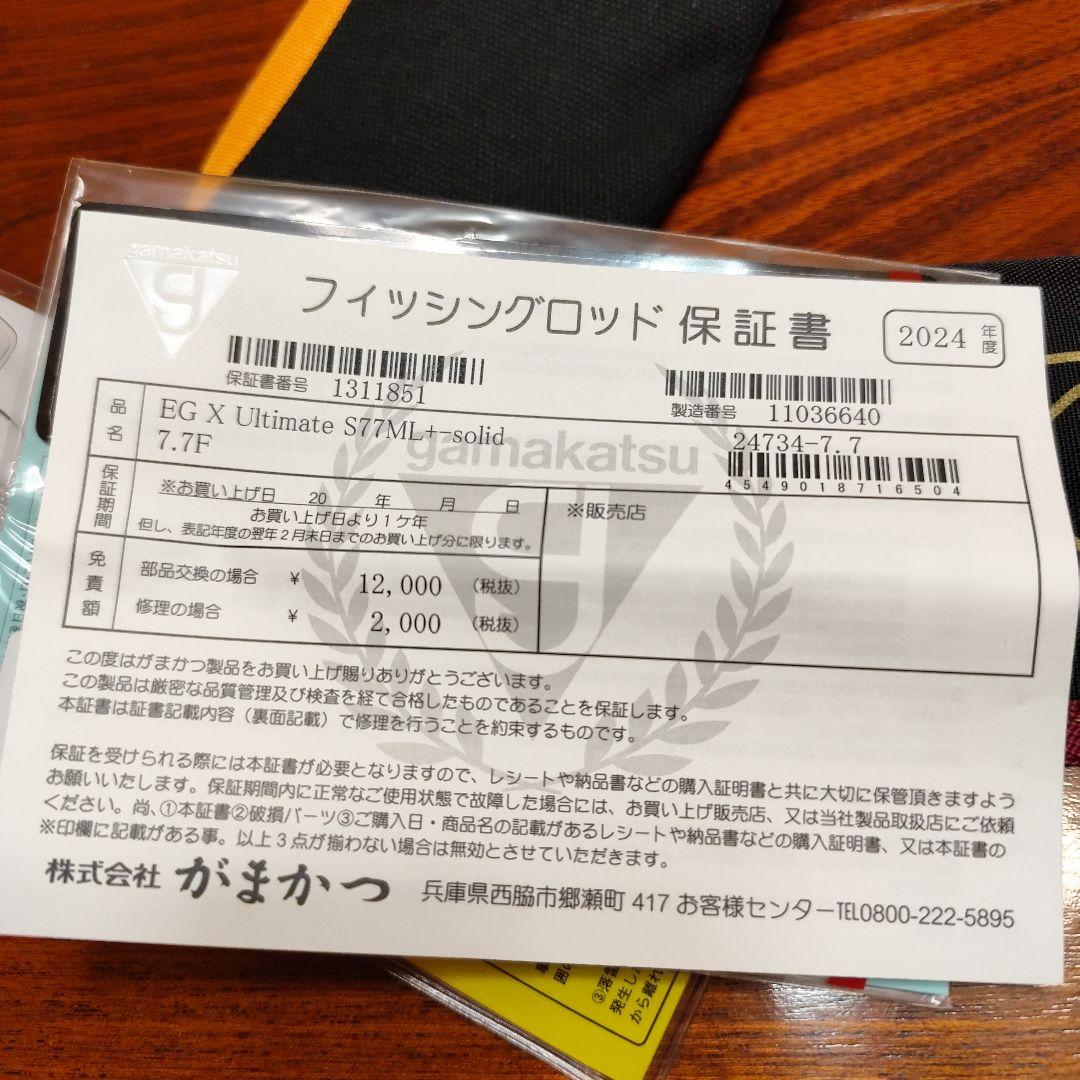 gamakatsu
フィッシングロッド 保証書
2024 年度
保証書番号 1311851
製造番号 11036640
品名 EG X Ultimate S77ML+-solid
7.7F
24734-7.7
4549018716504
gamakatsu
保証期間 ※お買い上げ日 20 年 月 日
お買い上げ日より1ケ年
但し、表記年度の翌年2月末日までのお買い上げ分に限ります。
※販売店
免責額 部品交換の場合 ¥ 12,000 (税抜)
修理の場合 ¥ 2,000 (税抜)
この度はがまかつ製品をお買い上げ賜りありがとうございます。
この製品は厳密な品質管理及び検査を経て合格したものであることを保証します。
本証書は証書記載内容（裏面記載）で修理を行うことを約束するものです。
保証を受けられる際には本証書が必要となりますので、レシートや納品書などの購入証明書と共に大切に保管頂きますよう
お願いいたします。保証期間内に正常なご使用状態で故障した場合には、お買い上げ販売店、又は当社製品取扱店にご依頼
ください。尚、①本証書②破損パーツ③ご購入日・商品名の記載があるレシートや納品書などの購入証明書、又は本証書の
※印欄に記載がある事。以上3点が揃わない場合は無効とさせていただきます。
株式会社 がまかつ 兵庫県西脇市郷瀬町 417 お客様センターTEL0800-222-5895
③落雷
発生し
から離れ